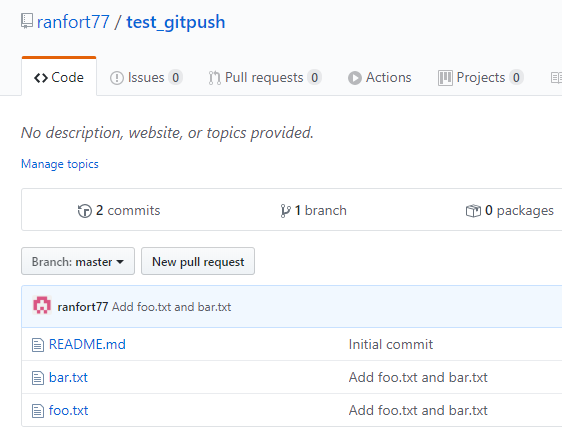 ranfort77 / test_gitpush
Code Issues 0 Pull requests 0 Actions Projects 0
No description, website, or topics provided.
Manage topics
2 commits 1 branch 0 packages
Branch: master New pull request
ranfort77 Add foo.txt and bar.txt
README.md Initial commit
bar.txt Add foo.txt and bar.txt
foo.txt Add foo.txt and bar.txt